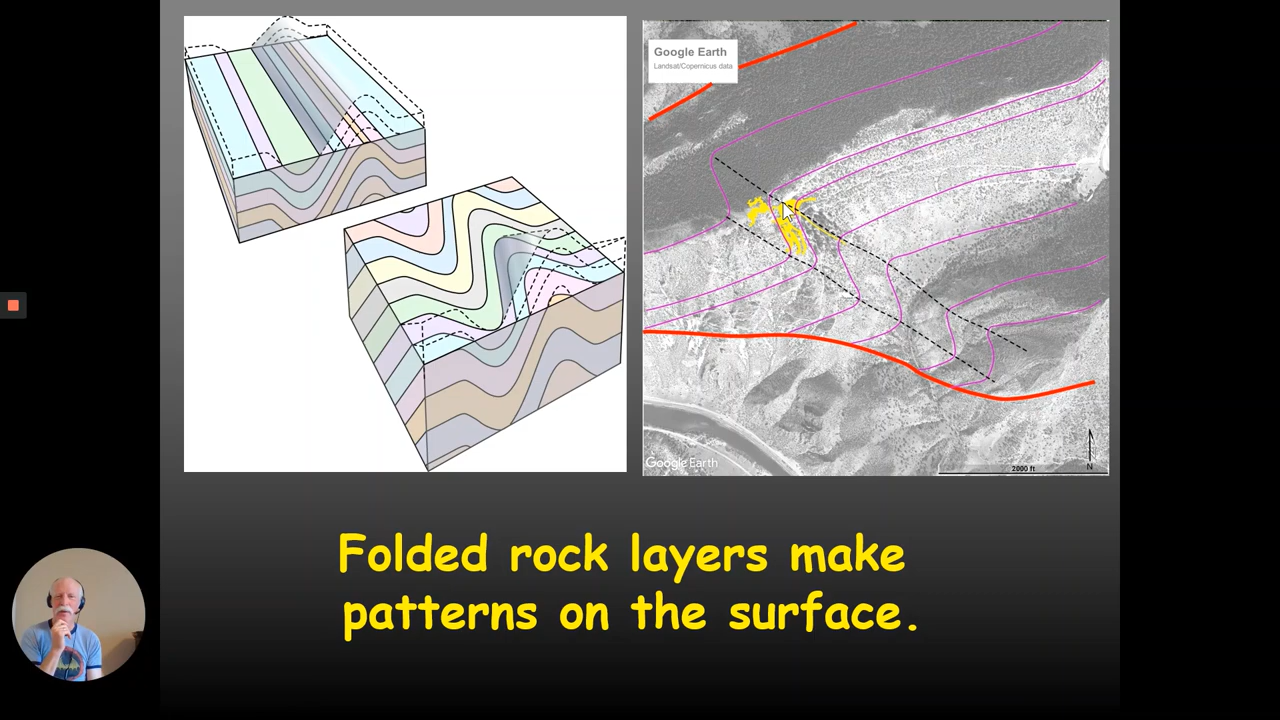 Google Earth
Landsat/Copernicus data
Google Earth
2000 ft
N
Folded rock layers make
patterns on the surface.